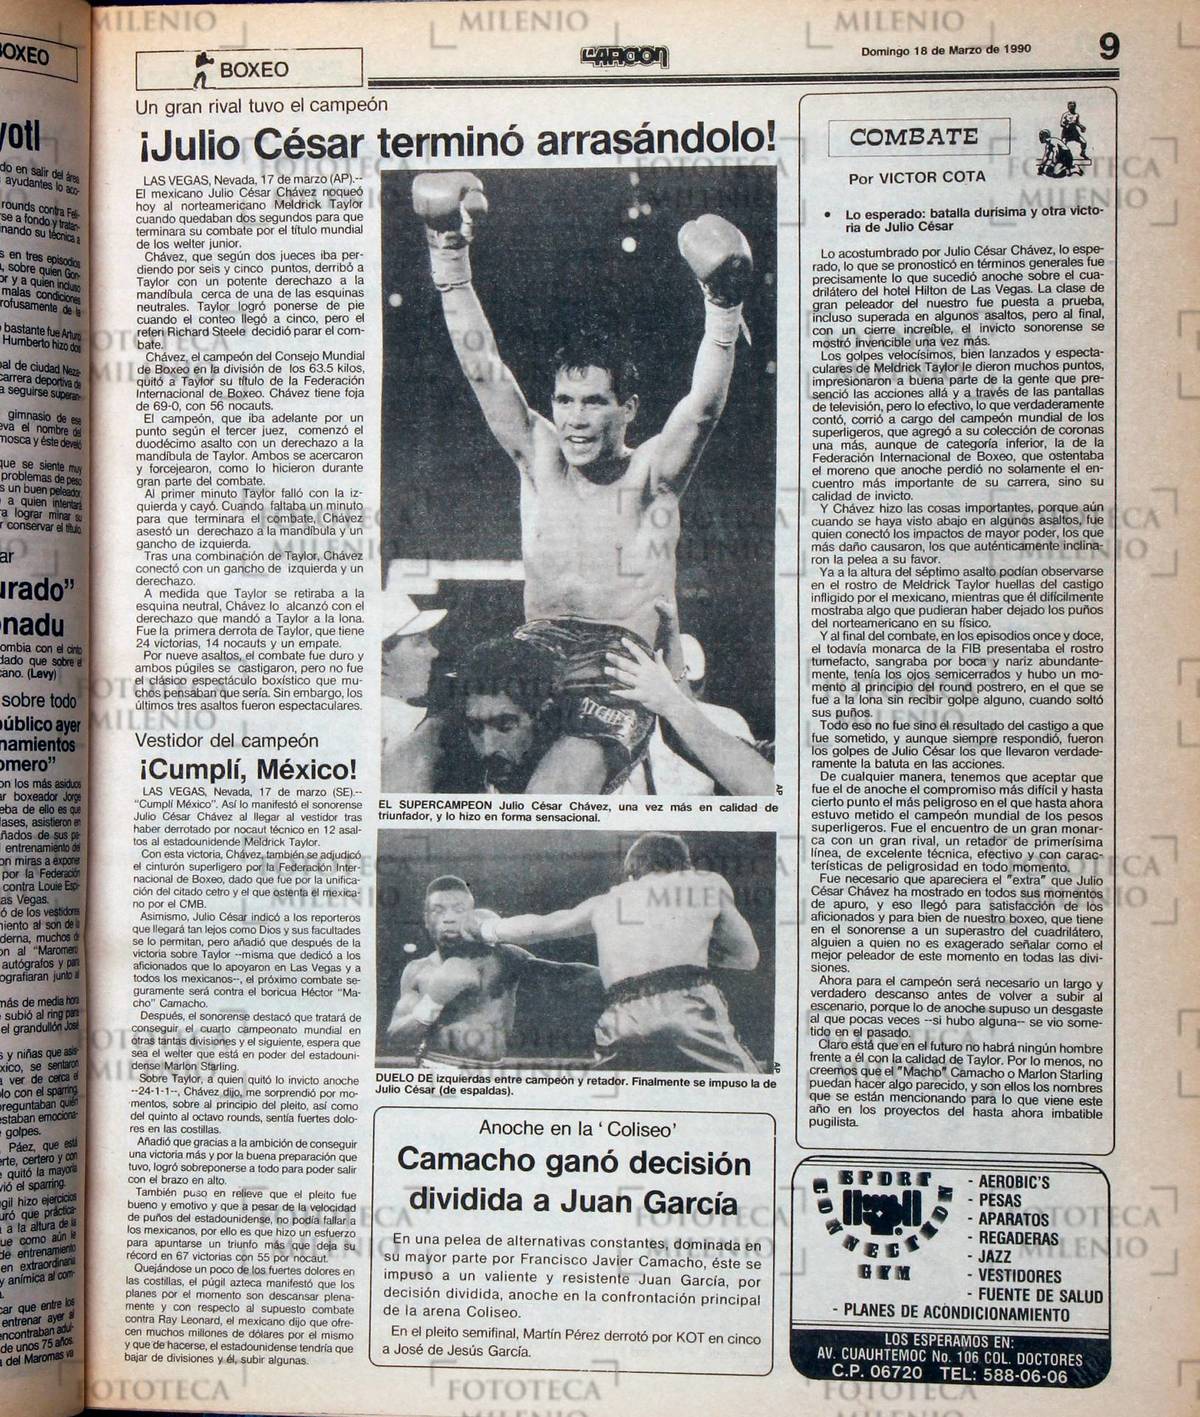 BOXEO
LA AFICION
Domingo 18 de Marzo de 1990
9
Un gran rival tuvo el campeón
¡Julio César terminó arrasándolo!
LAS VEGAS, Nevada, 17 de marzo (AP).--
El mexicano Julio César Chávez noqueó
hoy al norteamericano Meldrick Taylor
cuando quedaban dos segundos para que
terminara su combate por el título mundial
de los welter junior.
Chávez, que según dos jueces iba per-
diendo por seis y cinco puntos, derribó a
Taylor con un potente derechazo a la
mandíbula cerca de una de las esquinas
neutrales. Taylor logró ponerse de pie
cuando el conteo llegó a cinco, pero el
referí Richard Steele decidió parar el com-
bate.
Chávez, el campeón del Consejo Mundial
de Boxeo en la división de los 63.5 kilos,
quitó a Taylor su título de la Federación
Internacional de Boxeo. Chávez tiene foja
de 69-0, con 56 nocauts.
El campeón, que iba adelante por un
punto según el tercer juez, comenzó el
duodécimo asalto con un derechazo a la
mandíbula de Taylor. Ambos se acercaron
y forcejearon, como lo hicieron durante
gran parte del combate.
Al primer minuto Taylor falló con la iz-
quierda y cayó. Cuando faltaba un minuto
para que terminara el combate, Chávez
asestó un derechazo a la mandíbula y un
gancho de izquierda.
Tras una combinación de Taylor, Chávez
conectó con un gancho de izquierda y un
derechazo.
A medida que Taylor se retiraba a la
esquina neutral, Chávez lo alcanzó con el
derechazo que mandó a Taylor a la lona.
Fue la primera derrota de Taylor, que tiene
24 victorias, 14 nocauts y un empate.
Por nueve asaltos, el combate fue duro y
ambos púgiles se castigaron, pero no fue
el clásico espectáculo boxístico que mu-
chos pensaban que sería. Sin embargo, los
últimos tres asaltos fueron espectaculares.
Vestidor del campeón
¡Cumplí, México!
LAS VEGAS, Nevada, 17 de marzo (SE).--
"Cumplí México". Así lo manifestó el sonorense
Julio César Chávez al llegar al vestidor tras
haber derrotado por nocaut técnico en 12 asal-
tos al estadounidense Meldrick Taylor.
Con esta victoria, Chávez, también se adjudicó
el cinturón superligero por la Federación Inter-
nacional de Boxeo, dado que fue por la unifica-
ción del citado cetro y el que ostenta el mexica-
no por el CMB.
Asimismo, Julio César indicó a los reporteros
que llegará tan lejos como Dios y sus facultades
se lo permitan, pero añadió que después de la
victoria sobre Taylor --misma que dedicó a los
aficionados que lo apoyaron en Las Vegas y a
todos los mexicanos--, el próximo combate se-
guramente será contra el boricua Héctor "Ma-
cho" Camacho.
Después, el sonorense destacó que tratará de
conseguir el cuarto campeonato mundial en
otras tantas divisiones y el siguiente, espera que
sea el welter que está en poder del estadouni-
dense Marlon Starling.
Sobre Taylor, a quien quitó lo invicto anoche
--24-1-1--, Chávez dijo, me sorprendió por mo-
mentos, sobre al principio del pleito, así como
del quinto al octavo rounds, sentía fuertes dolo-
res en las costillas.
Añadió que gracias a la ambición de conseguir
una victoria más y por la buena preparación que
tuvo, logró sobreponerse a todo para poder salir
con el brazo en alto.
También puso en relieve que el pleito fue
bueno y emotivo y que a pesar de la velocidad
de puños del estadounidense, no podía fallar a
los mexicanos, por ello es que hizo un esfuerzo
para apuntarse un triunfo más que deja su
récord en 67 victorias con 55 por nocaut.
Quejándose un poco de los fuertes dolores en
las costillas, el púgil azteca manifestó que los
planes por el momento son descansar plena-
mente y con respecto al supuesto combate
contra Ray Leonard, el mexicano dijo que ofre-
cen muchos millones de dólares por el mismo
y que de hacerse, el estadounidense tendría que
bajar de divisiones y él, subir algunas.
AP
EL SUPERCAMPEON Julio César Chávez, una vez más en calidad de
triunfador, y lo hizo en forma sensacional.
AP
DUELO DE izquierdas entre campeón y retador. Finalmente se impuso la de
Julio César (de espaldas).
Anoche en la 'Coliseo'
Camacho ganó decisión
dividida a Juan García
En una pelea de alternativas constantes, dominada en
su mayor parte por Francisco Javier Camacho, éste se
impuso a un valiente y resistente Juan García, por
decisión dividida, anoche en la confrontación principal
de la arena Coliseo.
En el pleito semifinal, Martín Pérez derrotó por KOT en cinco
a José de Jesús García.
COMBATE
Por VICTOR COTA
• Lo esperado: batalla durísima y otra victo-
ria de Julio César
Lo acostumbrado por Julio César Chávez, lo espe-
rado, lo que se pronosticó en términos generales fue
precisamente lo que sucedió anoche sobre el cua-
drilátero del hotel Hilton de Las Vegas. La clase de
gran peleador del nuestro fue puesta a prueba,
incluso superada en algunos asaltos, pero al final,
con un cierre increíble, el invicto sonorense se
mostró invencible una vez más.
Los golpes velocísimos, bien lanzados y especta-
culares de Meldrick Taylor le dieron muchos puntos,
impresionaron a buena parte de la gente que pre-
senció las acciones allá y a través de las pantallas
de televisión, pero lo efectivo, lo que verdaderamente
contó, corrió a cargo del campeón mundial de los
superligeros, que agregó a su colección de coronas
una más, aunque de categoría inferior, la de la
Federación Internacional de Boxeo, que ostentaba
el moreno que anoche perdió no solamente el en-
cuentro más importante de su carrera, sino su
calidad de invicto.
Y Chávez hizo las cosas importantes, porque aún
cuando se haya visto abajo en algunos asaltos, fue
quien conectó los impactos de mayor poder, los que
más daño causaron, los que auténticamente inclina-
ron la pelea a su favor.
Ya a la altura del séptimo asalto podían observarse
en el rostro de Meldrick Taylor huellas del castigo
infligido por el mexicano, mientras que él difícilmente
mostraba algo que pudieran haber dejado los puños
del norteamericano en su físico.
Y al final del combate, en los episodios once y doce,
el todavía monarca de la FIB presentaba el rostro
tumefacto, sangraba por boca y nariz abundante-
mente, tenía los ojos semicerrados y hubo un mo-
mento al principio del round postrero, en el que se
fue a la lona sin recibir golpe alguno, cuando soltó
sus puños.
Todo eso no fue sino el resultado del castigo a que
fue sometido, y aunque siempre respondió, fueron
los golpes de Julio César los que llevaron verdade-
ramente la batuta en las acciones.
De cualquier manera, tenemos que aceptar que
fue el de anoche el compromiso más difícil y hasta
cierto punto el más peligroso en el que hasta ahora
estuvo metido el campeón mundial de los pesos
superligeros. Fue el encuentro de un gran monar-
ca con un gran rival, un retador de primerísima
línea, de excelente técnica, efectivo y con carac-
terísticas de peligrosidad en todo momento.
Fue necesario que apareciera el "extra" que Julio
César Chávez ha mostrado en todos sus momentos
de apuro, y eso llegó para satisfacción de los
aficionados y para bien de nuestro boxeo, que tiene
en el sonorense a un superastro del cuadrilátero,
alguien a quien no es exagerado señalar como el
mejor peleador de este momento en todas las divi-
siones.
Ahora para el campeón será necesario un largo y
verdadero descanso antes de volver a subir al
escenario, porque lo de anoche supuso un desgaste
al que pocas veces --si hubo alguna-- se vio some-
tido en el pasado.
Claro está que en el futuro no habrá ningún hombre
frente a él con la calidad de Taylor. Por lo menos, no
creemos que el "Macho" Camacho o Marlon Starling
puedan hacer algo parecido, y son ellos los nombres
que se están mencionando para lo que viene este
año en los proyectos del hasta ahora imbatible
pugilista.
SPORT
CONNECTION
GYM
- AEROBIC'S
- PESAS
- APARATOS
- REGADERAS
- JAZZ
- VESTIDORES
- FUENTE DE SALUD
- PLANES DE ACONDICIONAMIENTO
LOS ESPERAMOS EN:
AV. CUAUHTEMOC No. 106 COL. DOCTORES
C.P. 06720 TEL: 588-06-06
FOTOTECA
MILENIO